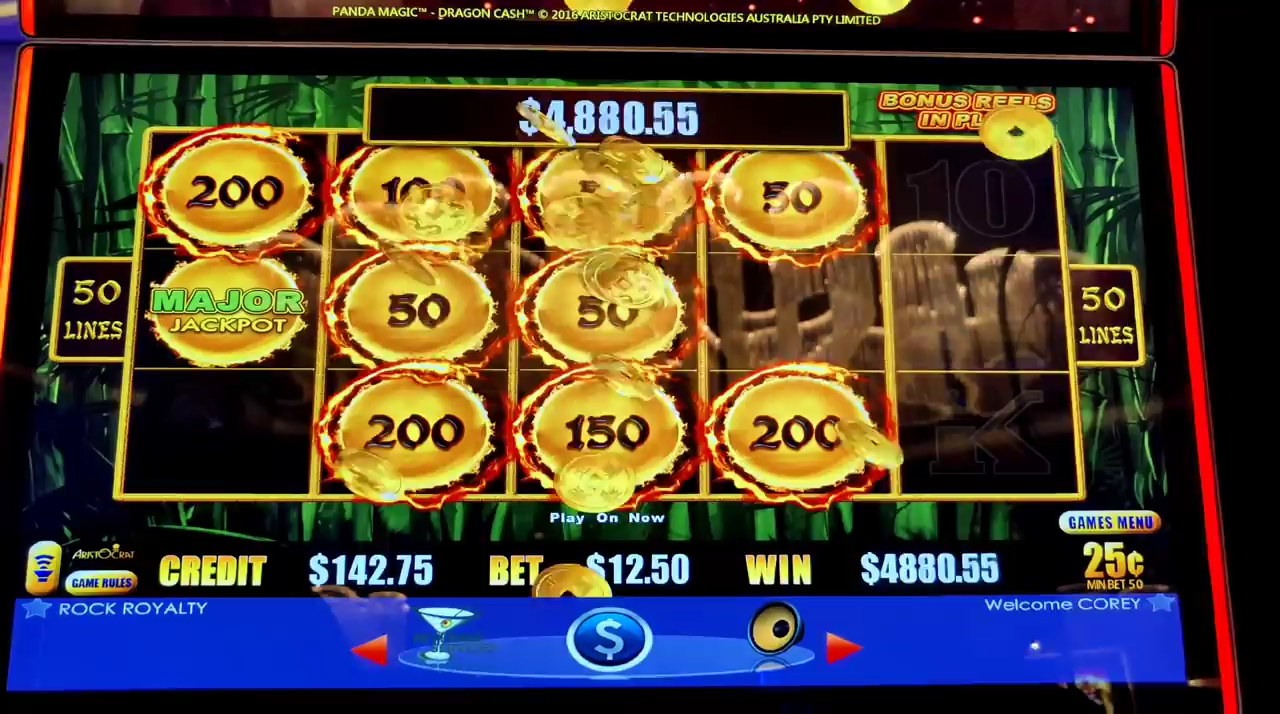 PANDA MAGIC™ - DRAGON CASH™ © 2016 ARISTOCRAT TECHNOLOGIES AUSTRALIA PTY LIMITED
$4,880.55
BONUS REELS
IN
200
50
10
50
LINES
MAJOR
JACKPOT
50
50
50
LINES
200
150
200
K
Play On Now
GAMES MENU
ARISTOCRAT
GAME RULES
CREDIT $142.75 BET $12.50 WIN $4880.55
25¢
MIN BET 50
ROCK ROYALTY
Welcome COREY
$